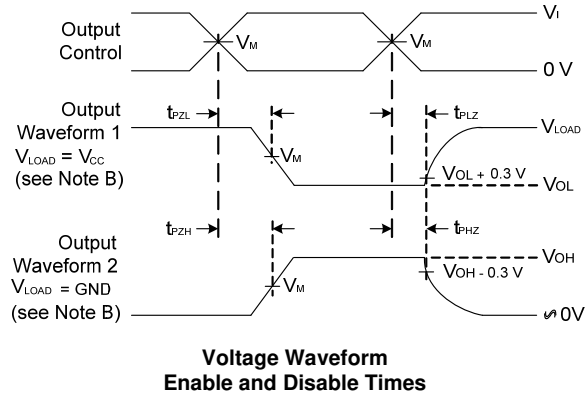 Output
Control
VM
VM
VI
0 V
Output
Waveform 1
VLOAD = VCC
(see Note B)
tPZL
tPLZ
VM
VLOAD
VOL + 0.3 V
VOL
Output
Waveform 2
VLOAD = GND
(see Note B)
tPZH
tPHZ
VM
VOH
VOH - 0.3 V
∽0V
Voltage Waveform
Enable and Disable Times